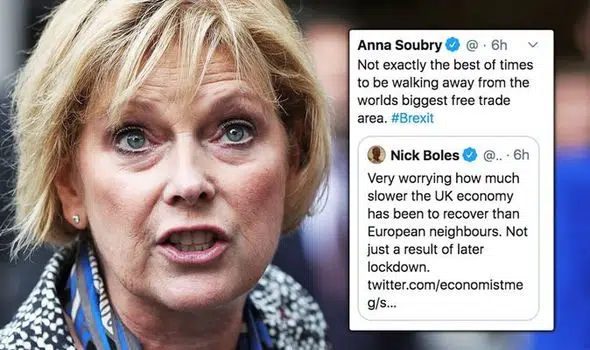 Anna Soubry @ · 6h
Not exactly the best of times
to be walking away from the
worlds biggest free trade
area. #Brexit
Nick Boles @.. · 6h
Very worrying how much
slower the UK economy
has been to recover than
European neighbours. Not
just a result of later
lockdown.
twitter.com/economistme
g/s...